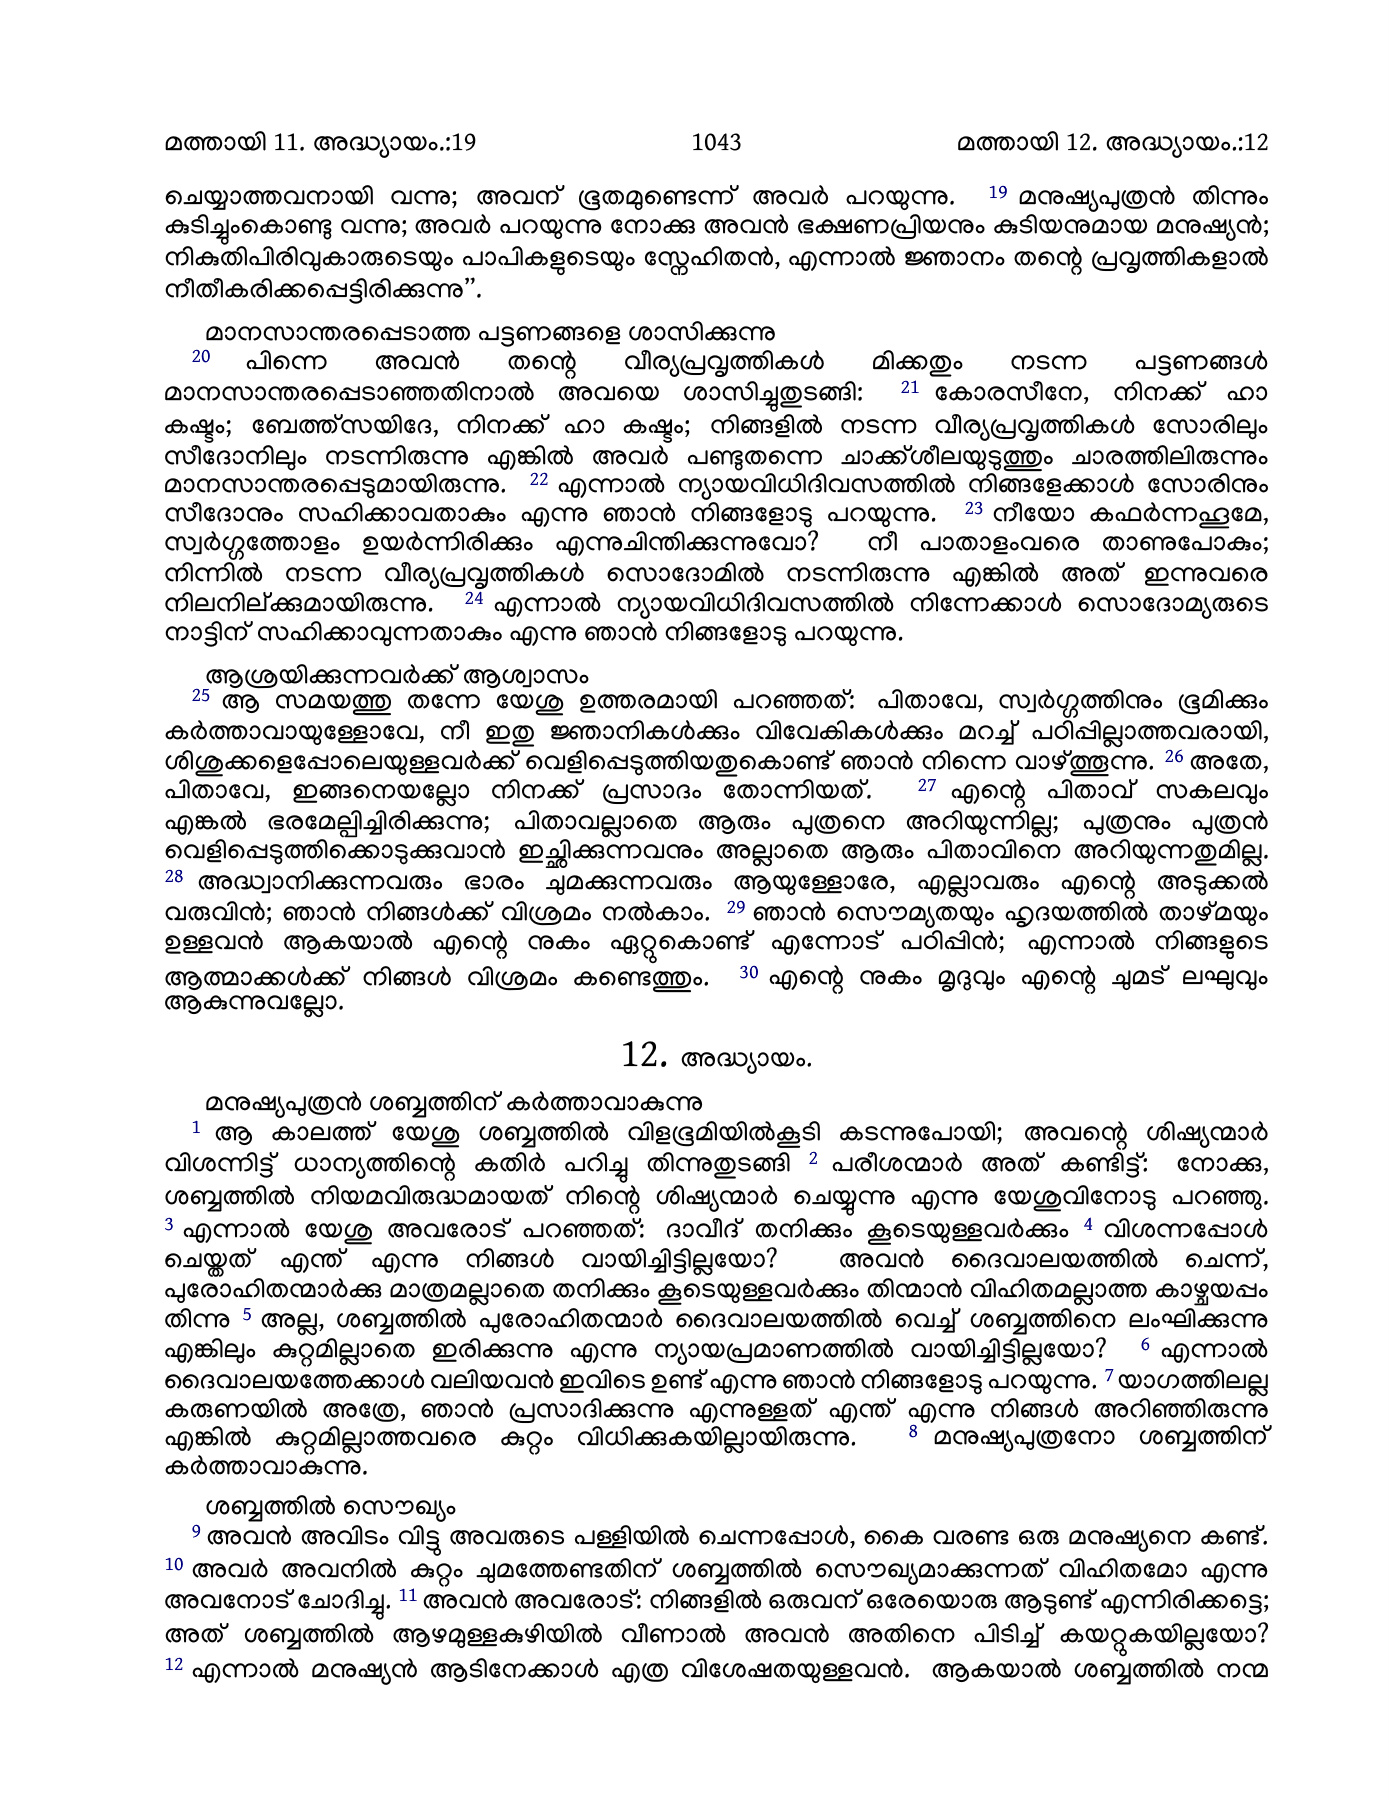 മത്തായി 11. അദ്ധ്യായം.:19 1043 മത്തായി 12. അദ്ധ്യായം.:12
ചെയ്യാത്തവനായി വന്നു; അവന് ഭൂതമുണ്ടെന്ന് അവർ പറയുന്നു. 19 മനുഷ്യപുത്രൻ തിന്നും
കുടിച്ചുംകൊണ്ടു വന്നു; അവർ പറയുന്നു നോക്കു അവൻ ഭക്ഷണപ്രിയനും കുടിയനുമായ മനുഷ്യൻ;
നികുതിപിരിവുകാരുടെയും പാപികളുടെയും സ്നേഹിതൻ, എന്നാൽ ജ്ഞാനം തന്റെ പ്രവൃത്തികളാൽ
നീതീകരിക്കപ്പെട്ടിരിക്കുന്നു”.
മാനസാന്തരപ്പെടാത്ത പട്ടണങ്ങളെ ശാസിക്കുന്നു
20 പിന്നെ അവൻ തന്റെ വീര്യപ്രവൃത്തികൾ മിക്കതും നടന്ന പട്ടണങ്ങൾ
മാനസാന്തരപ്പെടാഞ്ഞതിനാൽ അവയെ ശാസിച്ചുതുടങ്ങി: 21 കോരസീനേ, നിനക്ക് ഹാ
കഷ്ടം; ബേത്ത്സയിദേ, നിനക്ക് ഹാ കഷ്ടം; നിങ്ങളിൽ നടന്ന വീര്യപ്രവൃത്തികൾ സോരിലും
സീദോനിലും നടന്നിരുന്നു എങ്കിൽ അവർ പണ്ടുതന്നെ ചാക്ക്ശീലയുടുത്തും ചാരത്തിലിരുന്നും
മാനസാന്തരപ്പെടുമായിരുന്നു. 22 എന്നാൽ ന്യായവിധിദിവസത്തിൽ നിങ്ങളേക്കാൾ സോരിനും
സീദോനും സഹിക്കാവതാകും എന്നു ഞാൻ നിങ്ങളോടു പറയുന്നു. 23 നീയോ കഫർന്നഹൂമേ,
സ്വർഗ്ഗത്തോളം ഉയർന്നിരിക്കും എന്നുചിന്തിക്കുന്നുവോ? നീ പാതാളംവരെ താണുപോകും;
നിന്നിൽ നടന്ന വീര്യപ്രവൃത്തികൾ സൊദോമിൽ നടന്നിരുന്നു എങ്കിൽ അത് ഇന്നുവരെ
നിലനില്ക്കുമായിരുന്നു. 24 എന്നാൽ ന്യായവിധിദിവസത്തിൽ നിന്നേക്കാൾ സൊദോമ്യരുടെ
നാട്ടിന് സഹിക്കാവുന്നതാകും എന്നു ഞാൻ നിങ്ങളോടു പറയുന്നു.
ആശ്രയിക്കുന്നവർക്ക് ആശ്വാസം
25 ആ സമയത്തു തന്നേ യേശു ഉത്തരമായി പറഞ്ഞത്: പിതാവേ, സ്വർഗ്ഗത്തിനും ഭൂമിക്കും
കർത്താവായുള്ളോവേ, നീ ഇതു ജ്ഞാനികൾക്കും വിവേകികൾക്കും മറച്ച് പഠിപ്പില്ലാത്തവരായി,
ശിശുക്കളെപ്പോലെയുള്ളവർക്ക് വെളിപ്പെടുത്തിയതുകൊണ്ട് ഞാൻ നിന്നെ വാഴ്ത്തുന്നു. 26 അതേ,
പിതാവേ, ഇങ്ങനെയല്ലോ നിനക്ക് പ്രസാദം തോന്നിയത്. 27 എന്റെ പിതാവ് സകലവും
എങ്കൽ ഭരമേല്പിച്ചിരിക്കുന്നു; പിതാവല്ലാതെ ആരും പുത്രനെ അറിയുന്നില്ല; പുത്രനും പുത്രൻ
വെളിപ്പെടുത്തിക്കൊടുക്കുവാൻ ഇച്ഛിക്കുന്നവനും അല്ലാതെ ആരും പിതാവിനെ അറിയുന്നതുമില്ല.
28 അദ്ധ്വാനിക്കുന്നവരും ഭാരം ചുമക്കുന്നവരും ആയുള്ളോരേ, എല്ലാവരും എന്റെ അടുക്കൽ
വരുവിൻ; ഞാൻ നിങ്ങൾക്ക് വിശ്രമം നൽകാം. 29 ഞാൻ സൌമ്യതയും ഹൃദയത്തിൽ താഴ്മയും
ഉള്ളവൻ ആകയാൽ എന്റെ നുകം ഏറ്റുകൊണ്ട് എന്നോട് പഠിപ്പിൻ; എന്നാൽ നിങ്ങളുടെ
ആത്മാക്കൾക്ക് നിങ്ങൾ വിശ്രമം കണ്ടെത്തും. 30 എന്റെ നുകം മൃദുവും എന്റെ ചുമട് ലഘുവും
ആകുന്നുവല്ലോ.
12. അദ്ധ്യായം.
മനുഷ്യപുത്രൻ ശബ്ബത്തിന് കർത്താവാകുന്നു
1 ആ കാലത്ത് യേശു ശബ്ബത്തിൽ വിളഭൂമിയിൽകൂടി കടന്നുപോയി; അവന്റെ ശിഷ്യന്മാർ
വിശന്നിട്ട് ധാന്യത്തിന്റെ കതിർ പറിച്ചു തിന്നുതുടങ്ങി 2 പരീശന്മാർ അത് കണ്ടിട്ട്: നോക്കു,
ശബ്ബത്തിൽ നിയമവിരുദ്ധമായത് നിന്റെ ശിഷ്യന്മാർ ചെയ്യുന്നു എന്നു യേശുവിനോടു പറഞ്ഞു.
3 എന്നാൽ യേശു അവരോട് പറഞ്ഞത്: ദാവീദ് തനിക്കും കൂടെയുള്ളവർക്കും 4 വിശന്നപ്പോൾ
ചെയ്തത് എന്ത് എന്നു നിങ്ങൾ വായിച്ചിട്ടില്ലയോ? അവൻ ദൈവാലയത്തിൽ ചെന്ന്,
പുരോഹിതന്മാർക്കു മാത്രമല്ലാതെ തനിക്കും കൂടെയുള്ളവർക്കും തിന്മാൻ വിഹിതമല്ലാത്ത കാഴ്ചയപ്പം
തിന്നു 5 അല്ല, ശബ്ബത്തിൽ പുരോഹിതന്മാർ ദൈവാലയത്തിൽ വെച്ച് ശബ്ബത്തിനെ ലംഘിക്കുന്നു
എങ്കിലും കുറ്റമില്ലാതെ ഇരിക്കുന്നു എന്നു ന്യായപ്രമാണത്തിൽ വായിച്ചിട്ടില്ലയോ? 6 എന്നാൽ
ദൈവാലയത്തേക്കാൾ വലിയവൻ ഇവിടെ ഉണ്ട് എന്നു ഞാൻ നിങ്ങളോടു പറയുന്നു. 7 യാഗത്തിലല്ല
കരുണയിൽ അത്രേ, ഞാൻ പ്രസാദിക്കുന്നു എന്നുള്ളത് എന്ത് എന്നു നിങ്ങൾ അറിഞ്ഞിരുന്നു
എങ്കിൽ കുറ്റമില്ലാത്തവരെ കുറ്റം വിധിക്കുകയില്ലായിരുന്നു. 8 മനുഷ്യപുത്രനോ ശബ്ബത്തിന്
കർത്താവാകുന്നു.
ശബ്ബത്തിൽ സൌഖ്യം
9 അവൻ അവിടം വിട്ടു അവരുടെ പള്ളിയിൽ ചെന്നപ്പോൾ, കൈ വരണ്ട ഒരു മനുഷ്യനെ കണ്ട്.
10 അവർ അവനിൽ കുറ്റം ചുമത്തേണ്ടതിന് ശബ്ബത്തിൽ സൌഖ്യമാക്കുന്നത് വിഹിതമോ എന്നു
അവനോട് ചോദിച്ചു. 11 അവൻ അവരോട്: നിങ്ങളിൽ ഒരുവന് ഒരേയൊരു ആടുണ്ട് എന്നിരിക്കട്ടെ;
അത് ശബ്ബത്തിൽ ആഴമുള്ളകുഴിയിൽ വീണാൽ അവൻ അതിനെ പിടിച്ച് കയറ്റുകയില്ലയോ?
12 എന്നാൽ മനുഷ്യൻ ആടിനേക്കാൾ എത്ര വിശേഷതയുള്ളവൻ. ആകയാൽ ശബ്ബത്തിൽ നന്മ